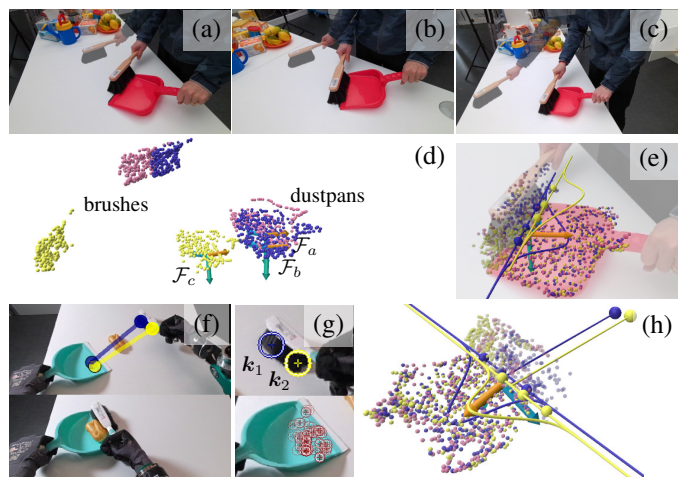 (a)
(b)
(c)
(d)
brushes
dustpans
ℱa
ℱb
ℱc
(e)
(f)
(g)
k1
k2
(h)